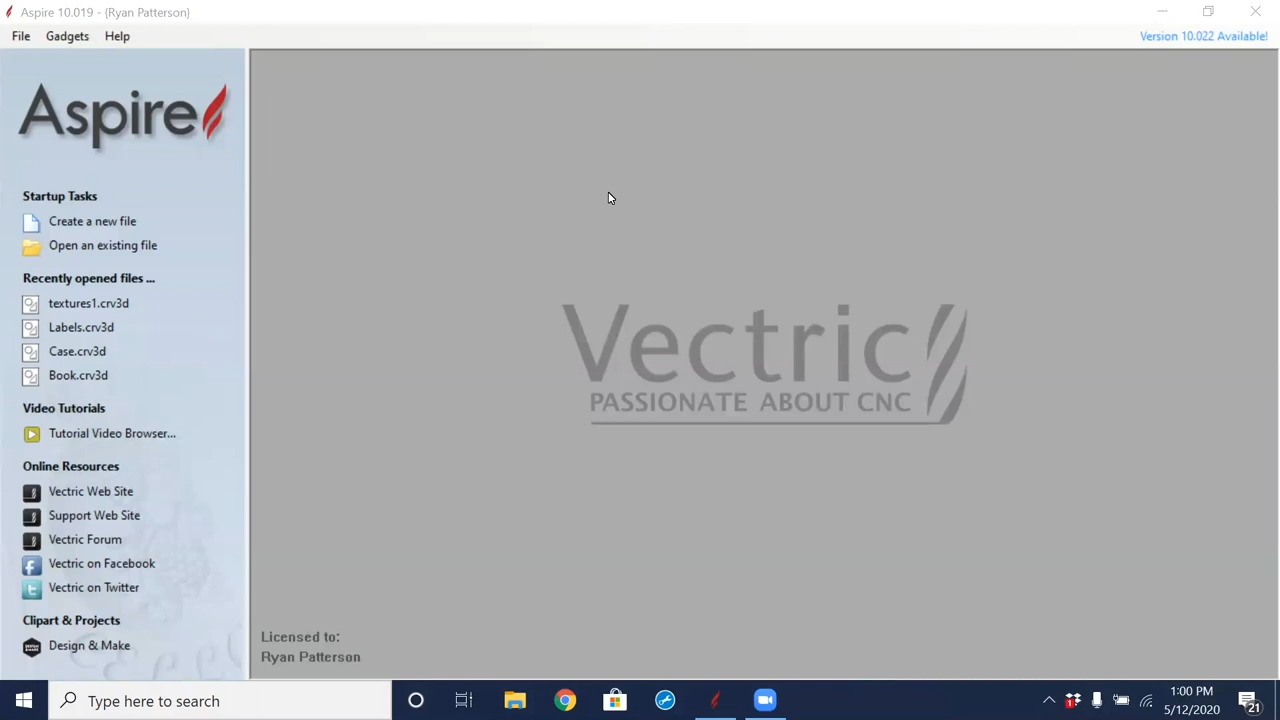 Aspire 10.019 - (Ryan Patterson)
File Gadgets Help
Version 10.022 Available!
Aspire
Startup Tasks
Create a new file
Open an existing file
Recently opened files ...
textures1.crv3d
Labels.crv3d
Case.crv3d
Book.crv3d
Video Tutorials
Tutorial Video Browser...
Online Resources
Vectric Web Site
Support Web Site
Vectric Forum
Vectric on Facebook
Vectric on Twitter
Clipart & Projects
Design & Make
Vectric
PASSIONATE ABOUT CNC
Licensed to:
Ryan Patterson
Type here to search
1:00 PM
5/12/2020
21